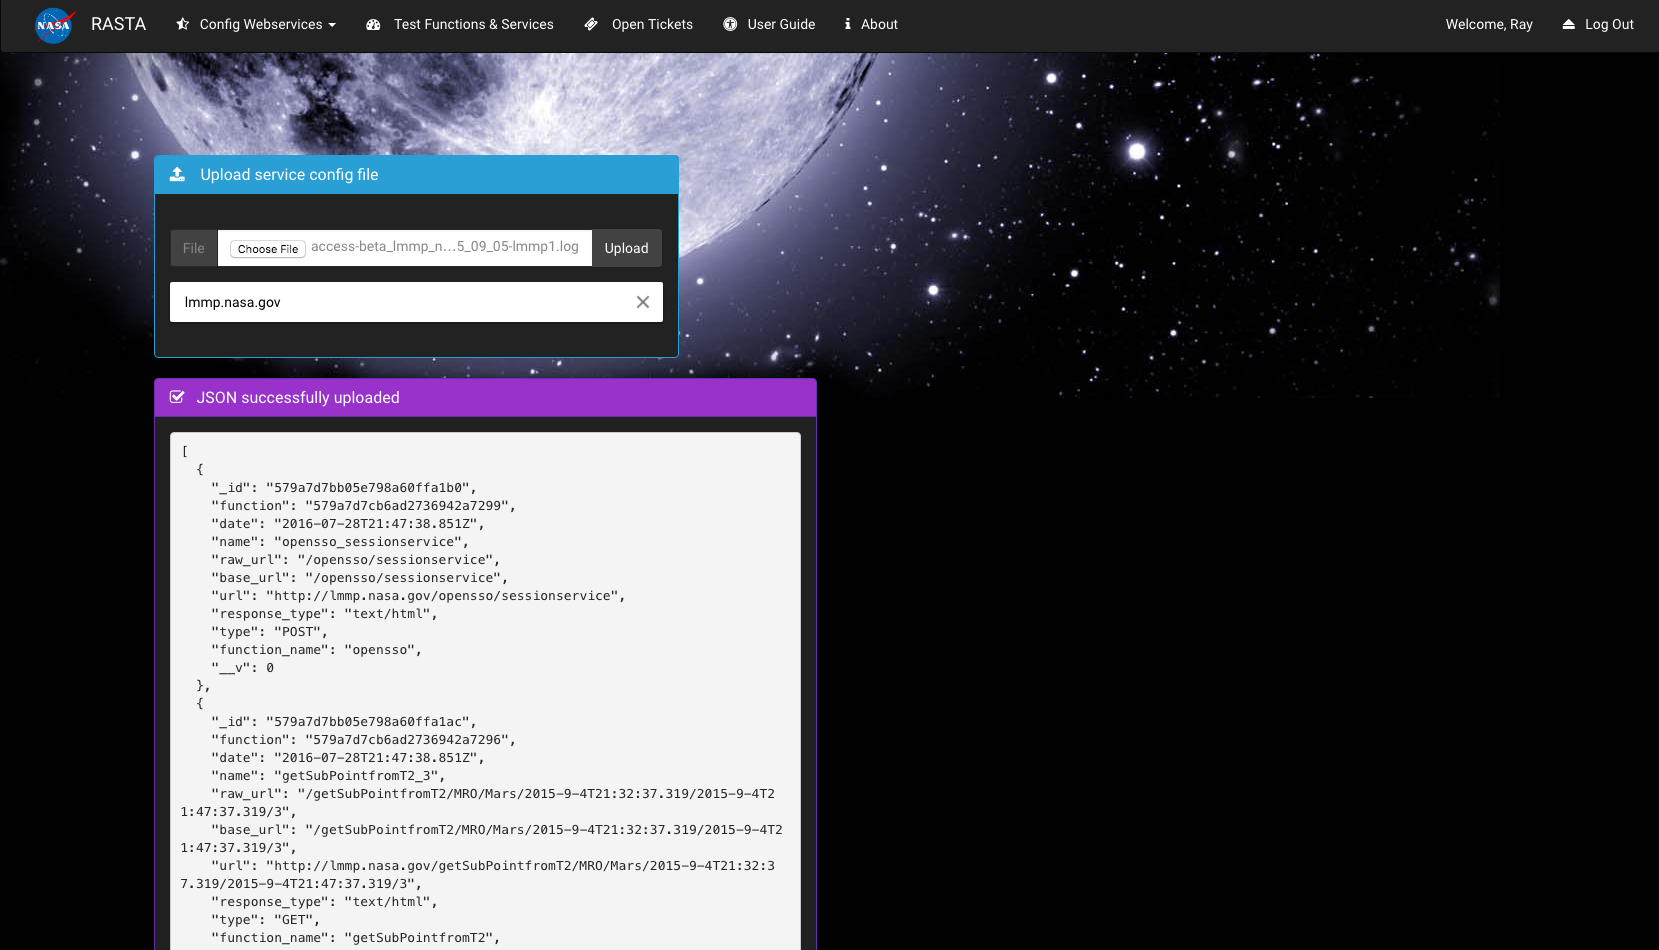 NASA RASTA Config Webservices Test Functions & Services Open Tickets User Guide About Welcome, Ray Log Out
Upload service config file
File Choose File access-beta_lmmp_n...5_09_05-lmmp1.log Upload
lmmp.nasa.gov
JSON successfully uploaded
[
{
"_id": "579a7d7bb05e798a60ffa1b0",
"function": "579a7d7cb6ad2736942a7299",
"date": "2016-07-28T21:47:38.851Z",
"name": "opensso_sessionservice",
"raw_url": "/opensso/sessionservice",
"base_url": "/opensso/sessionservice",
"url": "http://lmmp.nasa.gov/opensso/sessionservice",
"response_type": "text/html",
"type": "POST",
"function_name": "opensso",
"__v": 0
},
{
"_id": "579a7d7bb05e798a60ffa1ac",
"function": "579a7d7cb6ad2736942a7296",
"date": "2016-07-28T21:47:38.851Z",
"name": "getSubPointfromT2_3",
"raw_url": "/getSubPointfromT2/MRO/Mars/2015-9-4T21:32:37.319/2015-9-4T2
1:47:37.319/3",
"base_url": "/getSubPointfromT2/MRO/Mars/2015-9-4T21:32:37.319/2015-9-4T2
1:47:37.319/3",
"url": "http://lmmp.nasa.gov/getSubPointfromT2/MRO/Mars/2015-9-4T21:32:3
7.319/2015-9-4T21:47:37.319/3",
"response_type": "text/html",
"type": "GET",
"function_name": "getSubPointfromT2",